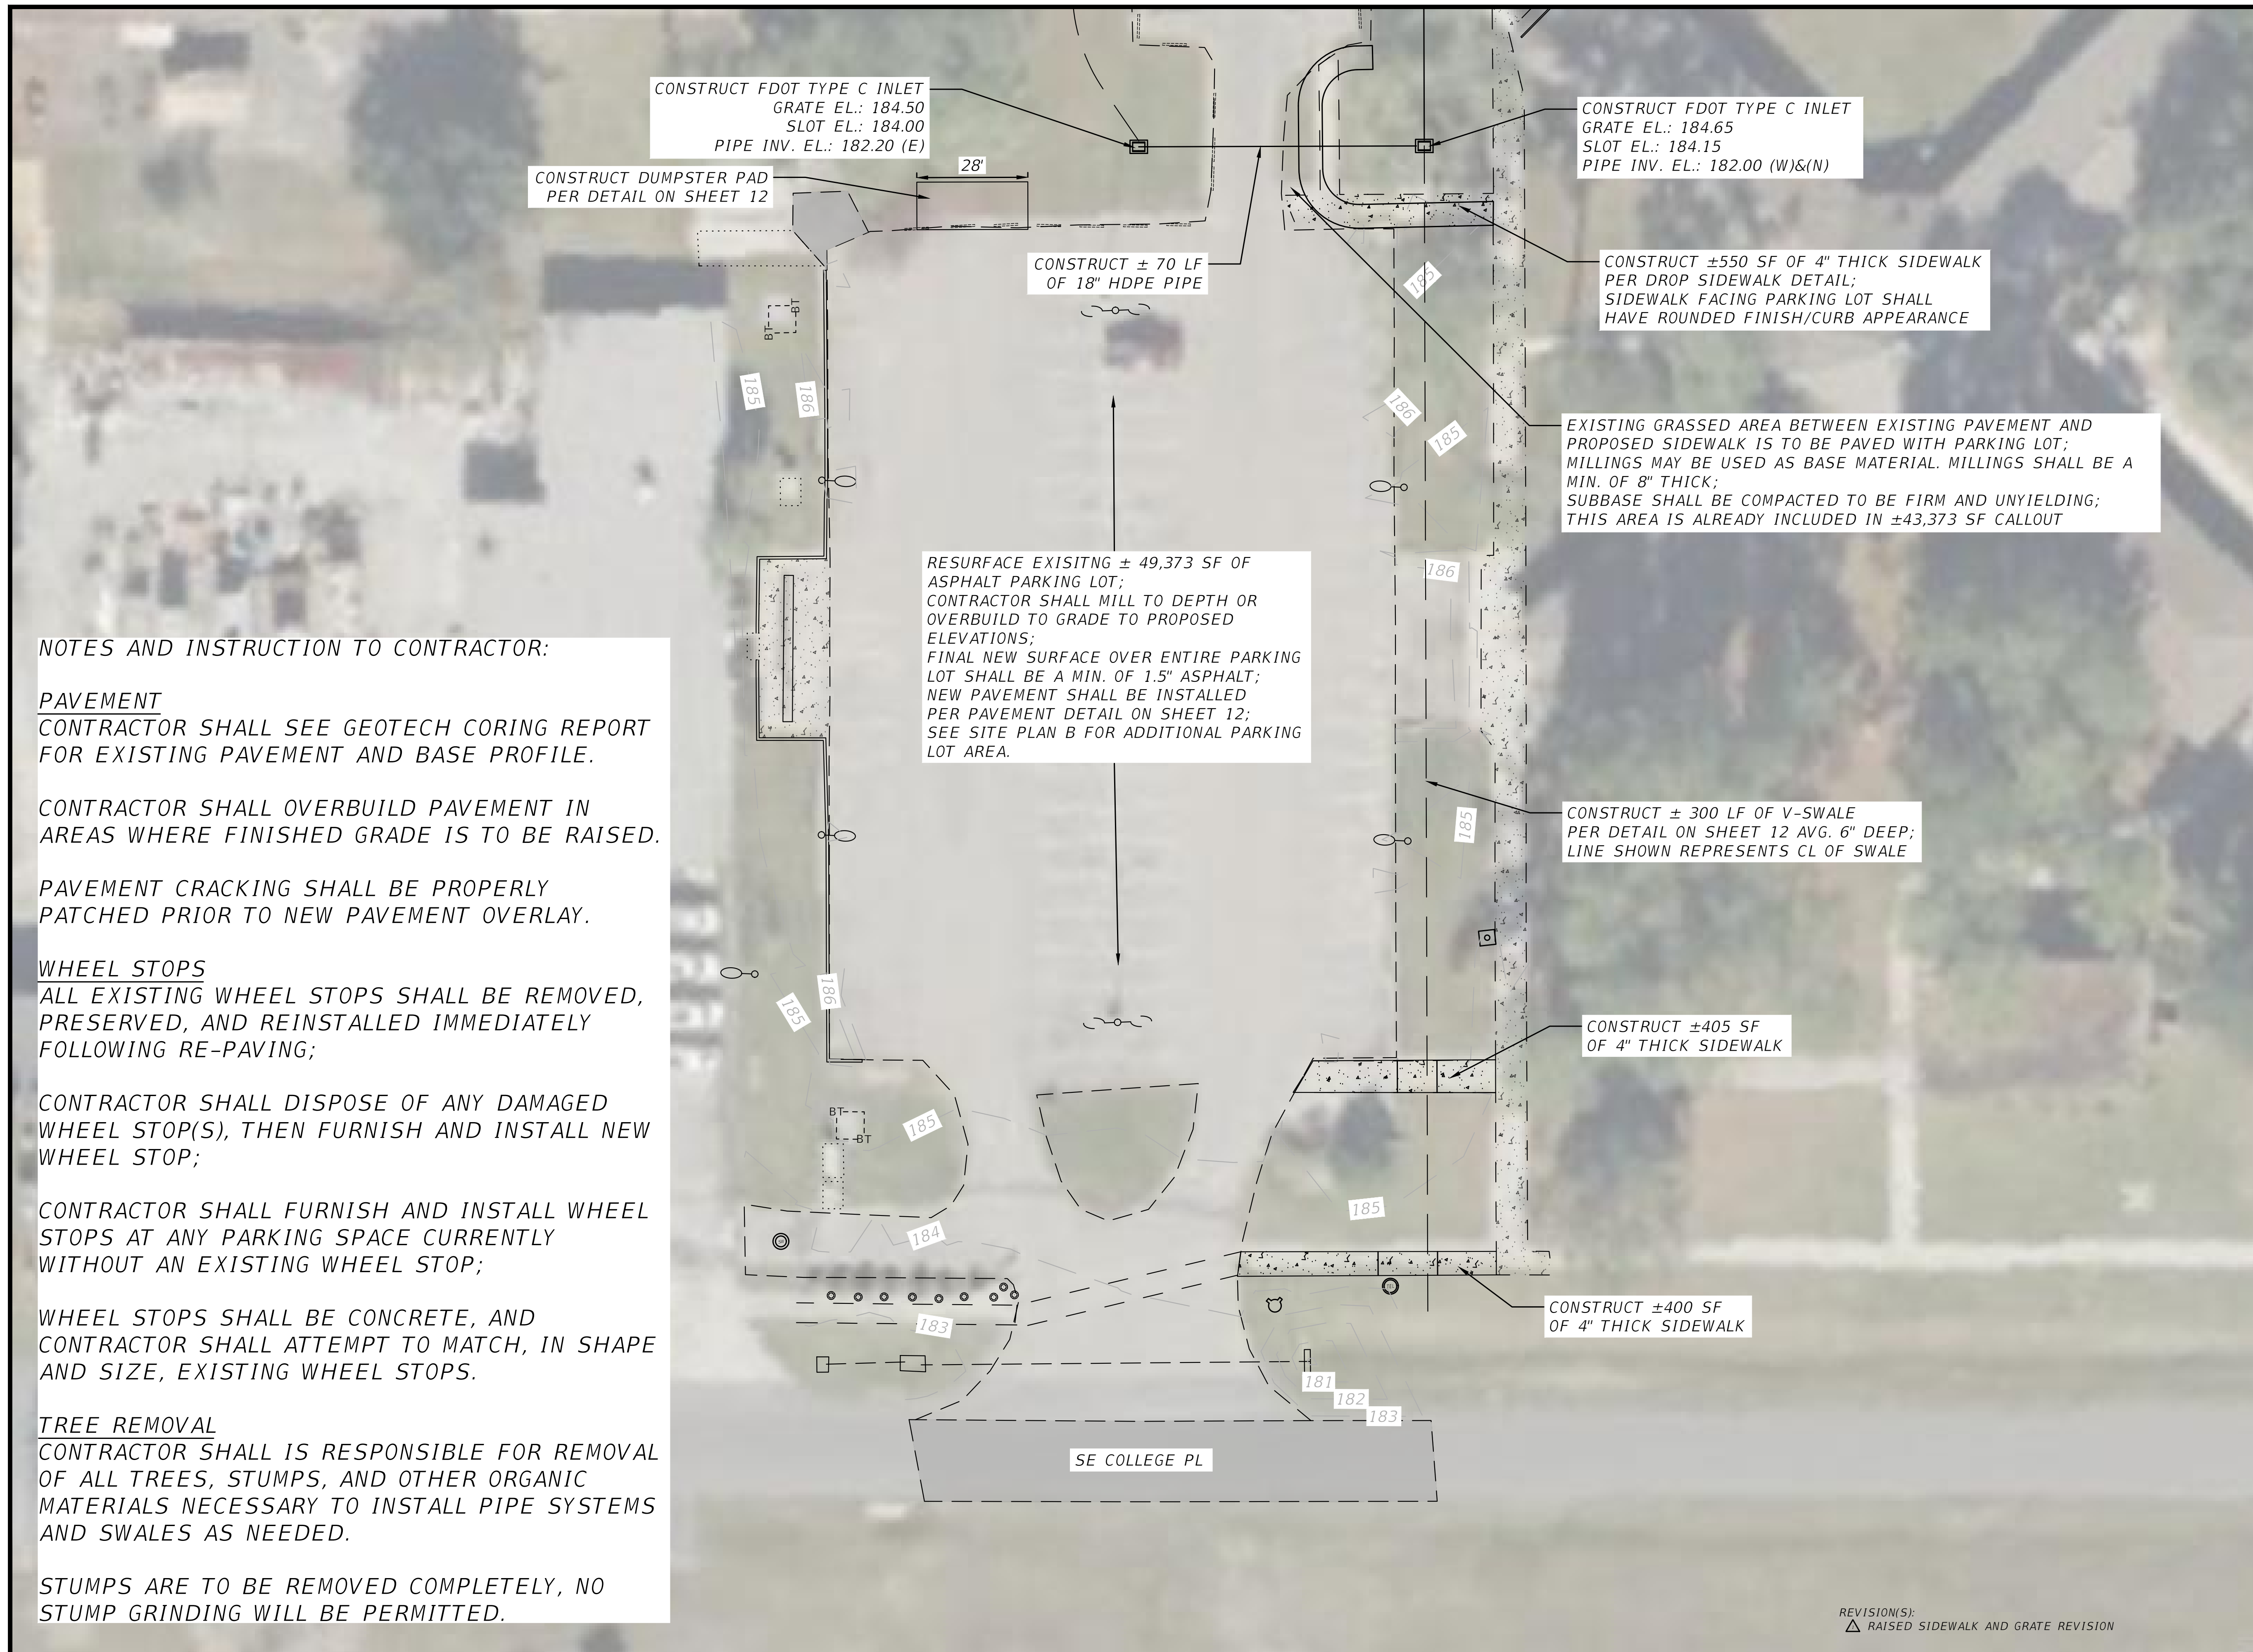 CONSTRUCT FDOT TYPE C INLET
GRATE EL.: 184.50
SLOT EL.: 184.00
PIPE INV. EL.: 182.20 (E)
CONSTRUCT FDOT TYPE C INLET
GRATE EL.: 184.65
SLOT EL.: 184.15
PIPE INV. EL.: 182.00 (W)&(N)
28'
CONSTRUCT DUMPSTER PAD
PER DETAIL ON SHEET 12
CONSTRUCT ± 70 LF
OF 18" HDPE PIPE
CONSTRUCT ±550 SF OF 4" THICK SIDEWALK
PER DROP SIDEWALK DETAIL;
SIDEWALK FACING PARKING LOT SHALL
HAVE ROUNDED FINISH/CURB APPEARANCE
185
BT
BT
185
186
186
185
EXISTING GRASSED AREA BETWEEN EXISTING PAVEMENT AND
PROPOSED SIDEWALK IS TO BE PAVED WITH PARKING LOT;
MILLINGS MAY BE USED AS BASE MATERIAL. MILLINGS SHALL BE A
MIN. OF 8" THICK;
SUBBASE SHALL BE COMPACTED TO BE FIRM AND UNYIELDING;
THIS AREA IS ALREADY INCLUDED IN ±43,373 SF CALLOUT
186
RESURFACE EXISITNG ± 49,373 SF OF
ASPHALT PARKING LOT;
CONTRACTOR SHALL MILL TO DEPTH OR
OVERBUILD TO GRADE TO PROPOSED
ELEVATIONS;
FINAL NEW SURFACE OVER ENTIRE PARKING
LOT SHALL BE A MIN. OF 1.5" ASPHALT;
NEW PAVEMENT SHALL BE INSTALLED
PER PAVEMENT DETAIL ON SHEET 12;
SEE SITE PLAN B FOR ADDITIONAL PARKING
LOT AREA.
NOTES AND INSTRUCTION TO CONTRACTOR:
PAVEMENT
CONTRACTOR SHALL SEE GEOTECH CORING REPORT
FOR EXISTING PAVEMENT AND BASE PROFILE.
CONTRACTOR SHALL OVERBUILD PAVEMENT IN
AREAS WHERE FINISHED GRADE IS TO BE RAISED.
PAVEMENT CRACKING SHALL BE PROPERLY
PATCHED PRIOR TO NEW PAVEMENT OVERLAY.
WHEEL STOPS
ALL EXISTING WHEEL STOPS SHALL BE REMOVED,
PRESERVED, AND REINSTALLED IMMEDIATELY
FOLLOWING RE-PAVING;
CONTRACTOR SHALL DISPOSE OF ANY DAMAGED
WHEEL STOP(S), THEN FURNISH AND INSTALL NEW
WHEEL STOP;
CONTRACTOR SHALL FURNISH AND INSTALL WHEEL
STOPS AT ANY PARKING SPACE CURRENTLY
WITHOUT AN EXISTING WHEEL STOP;
WHEEL STOPS SHALL BE CONCRETE, AND
CONTRACTOR SHALL ATTEMPT TO MATCH, IN SHAPE
AND SIZE, EXISTING WHEEL STOPS.
TREE REMOVAL
CONTRACTOR SHALL IS RESPONSIBLE FOR REMOVAL
OF ALL TREES, STUMPS, AND OTHER ORGANIC
MATERIALS NECESSARY TO INSTALL PIPE SYSTEMS
AND SWALES AS NEEDED.
STUMPS ARE TO BE REMOVED COMPLETELY, NO
STUMP GRINDING WILL BE PERMITTED.
185
CONSTRUCT ± 300 LF OF V-SWALE
PER DETAIL ON SHEET 12 AVG. 6" DEEP;
LINE SHOWN REPRESENTS CL OF SWALE
186
185
CONSTRUCT ±405 SF
OF 4" THICK SIDEWALK
BT
BT
185
185
184
183
CONSTRUCT ±400 SF
OF 4" THICK SIDEWALK
181
182
183
SE COLLEGE PL
REVISION(S):
RAISED SIDEWALK AND GRATE REVISION